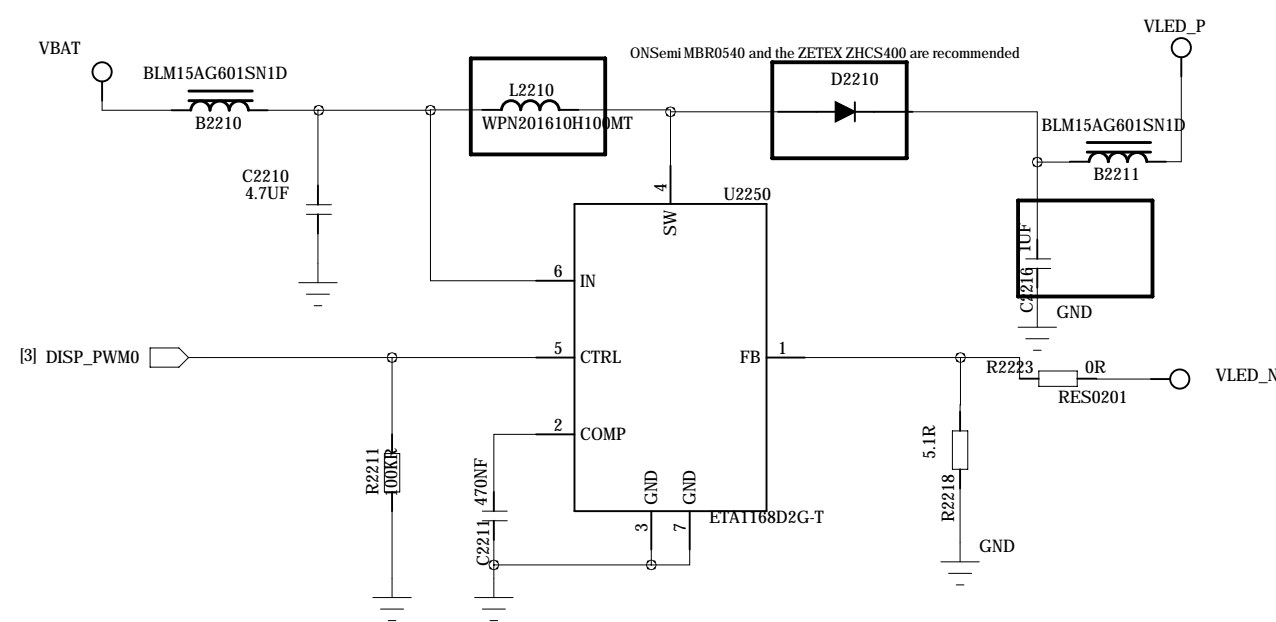 VLED_P
VBAT
ONSemi MBR0540 and the ZETEX ZHCS400 are recommended
BLM15AG601SN1D
D2210
L2210
B2210
WPN201610H100MT
BLM15AG601SN1D
B2211
C2210
4.7UF
4
U2250
SW
1UF
C2216
6
IN
GND
[3] DISP_PWM0
5
CTRL
FB
1
R2223
0R
VLED_N
RES0201
2
COMP
5.1R
R2218
R2211
100KR
470NF
C2211
GND
GND
3
7
ETA1168D2G-T
GND